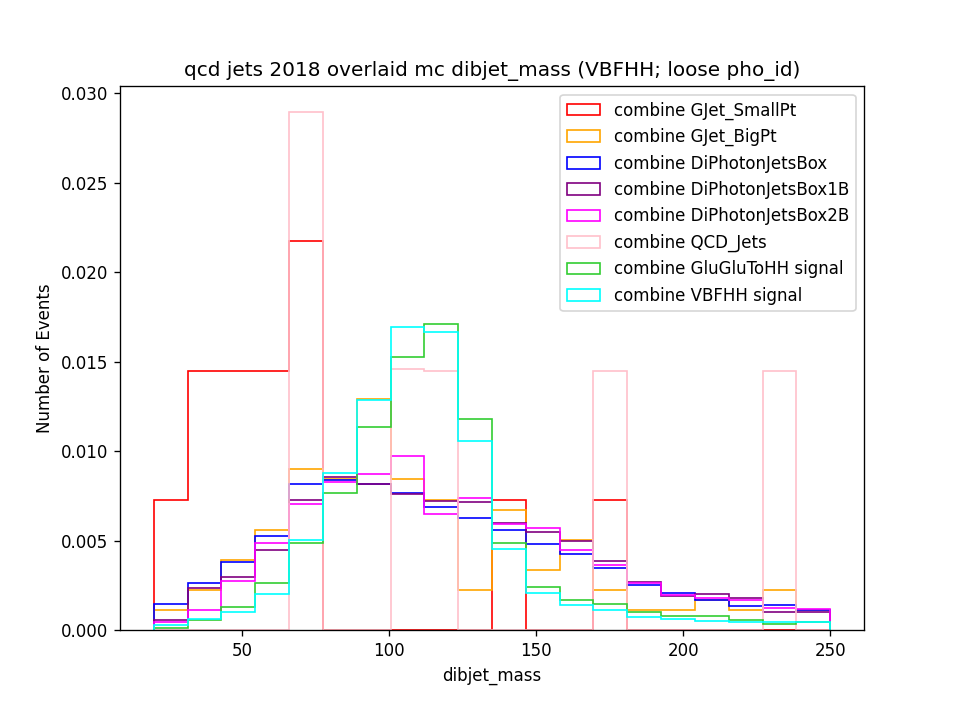 qcd jets 2018 overlaid mc dibjet_mass (VBFHH; loose pho_id)
0.030
0.025
0.020
0.015
0.010
0.005
0.000
Number of Events
combine GJet_SmallPt
combine GJet_BigPt
combine DiPhotonJetsBox
combine DiPhotonJetsBox1B
combine DiPhotonJetsBox2B
combine QCD_Jets
combine GluGluToHH signal
combine VBFHH signal
50
100
150
200
250
dibjet_mass